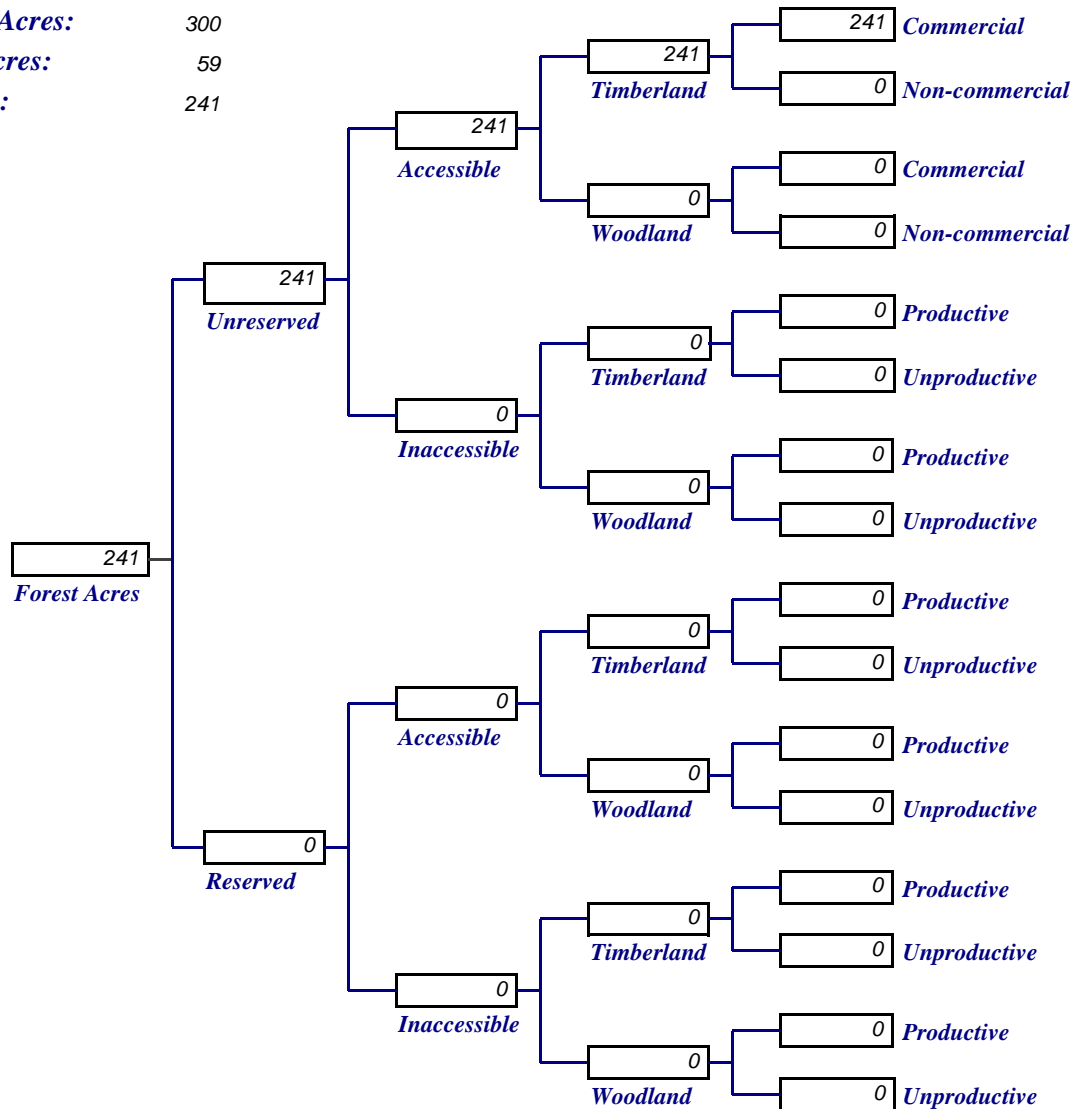 Acres: 300
cres: 59
: 241
241 Commercial
241
Timberland
0 Non-commercial
241
Accessible
0 Commercial
0
Woodland
0 Non-commercial
241
Unreserved
0 Productive
0
Timberland
0 Unproductive
0
Inaccessible
0 Productive
0
Woodland
0 Unproductive
241
Forest Acres
0 Productive
0
Timberland
0 Unproductive
0
Accessible
0 Productive
0
Woodland
0 Unproductive
0
Reserved
0 Productive
0
Timberland
0 Unproductive
0
Inaccessible
0 Productive
0
Woodland
0 Unproductive